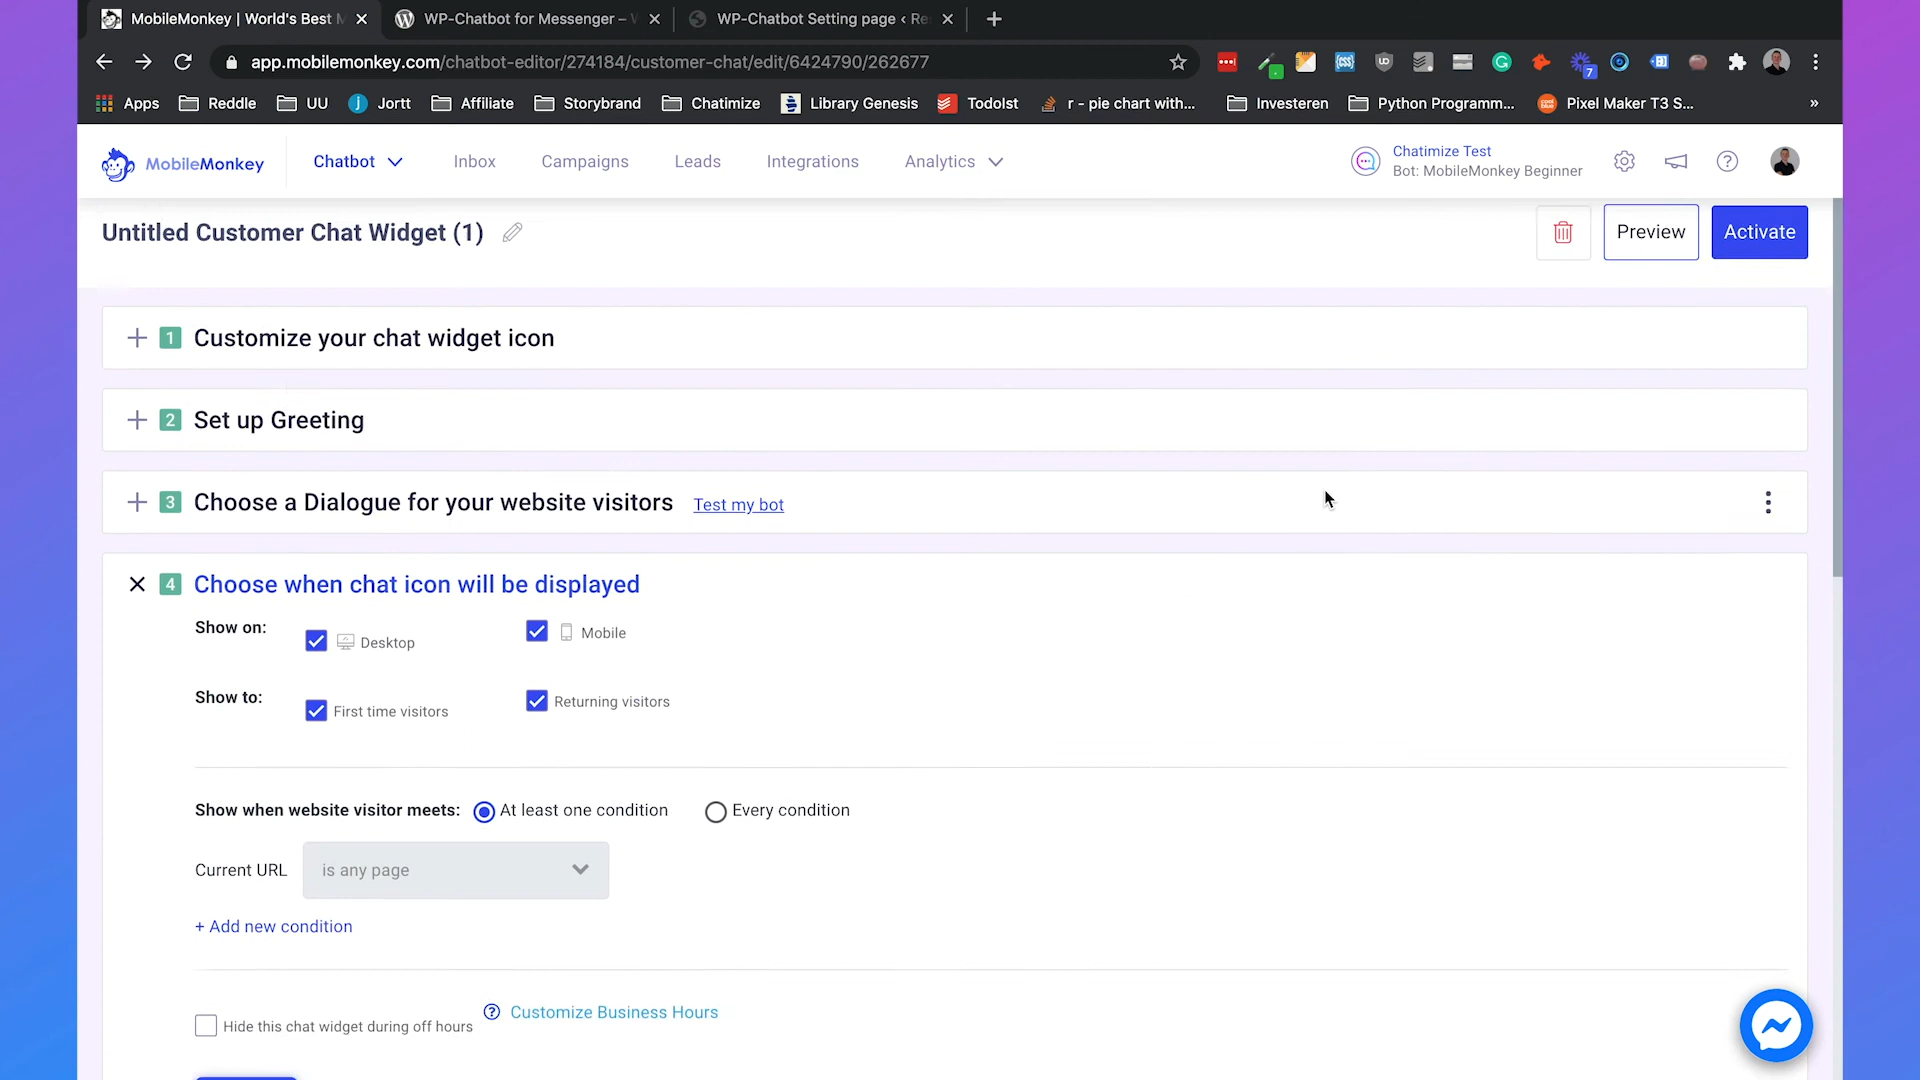 MobileMonkey | World's Best M
WP-Chatbot for Messenger – W
WP-Chatbot Setting page ‹ Re
app.mobilemonkey.com/chatbot-editor/274184/customer-chat/edit/6424790/262677
7
Apps
Reddle
UU
Jortt
Affiliate
Storybrand
Chatimize
Library Genesis
TodoIst
r - pie chart with...
Investeren
Python Programm...
Pixel Maker T3 S...
»
MobileMonkey
Chatbot
Inbox
Campaigns
Leads
Integrations
Analytics
Chatimize Test
Bot: MobileMonkey Beginner
Untitled Customer Chat Widget (1)
Preview
Activate
1 Customize your chat widget icon
2 Set up Greeting
3 Choose a Dialogue for your website visitors Test my bot
4 Choose when chat icon will be displayed
Show on:
Desktop
Mobile
Show to:
First time visitors
Returning visitors
Show when website visitor meets: At least one condition Every condition
Current URL is any page
+ Add new condition
Hide this chat widget during off hours
? Customize Business Hours